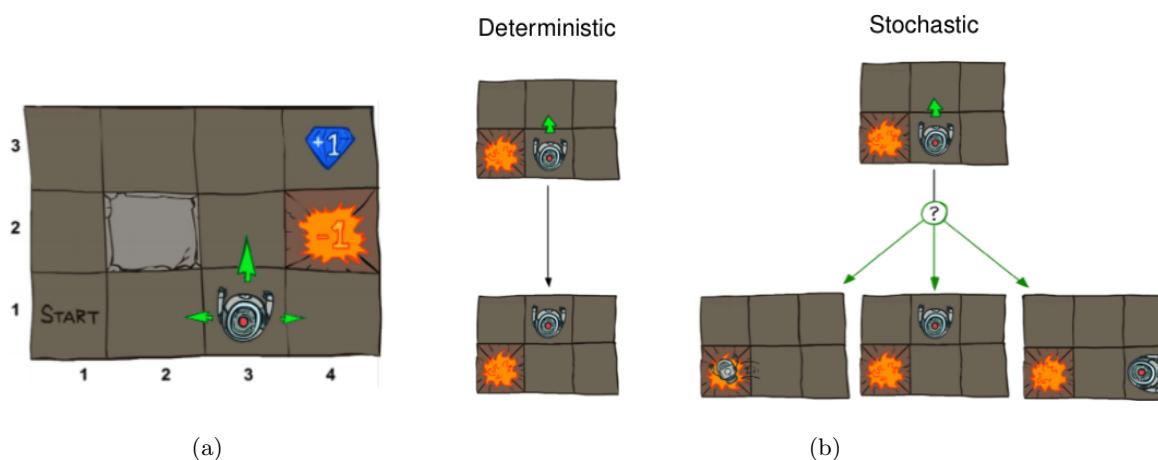 Deterministic
Stochastic
3
+1
2
-1
1
START
1
2
3
4
?
(a)
(b)